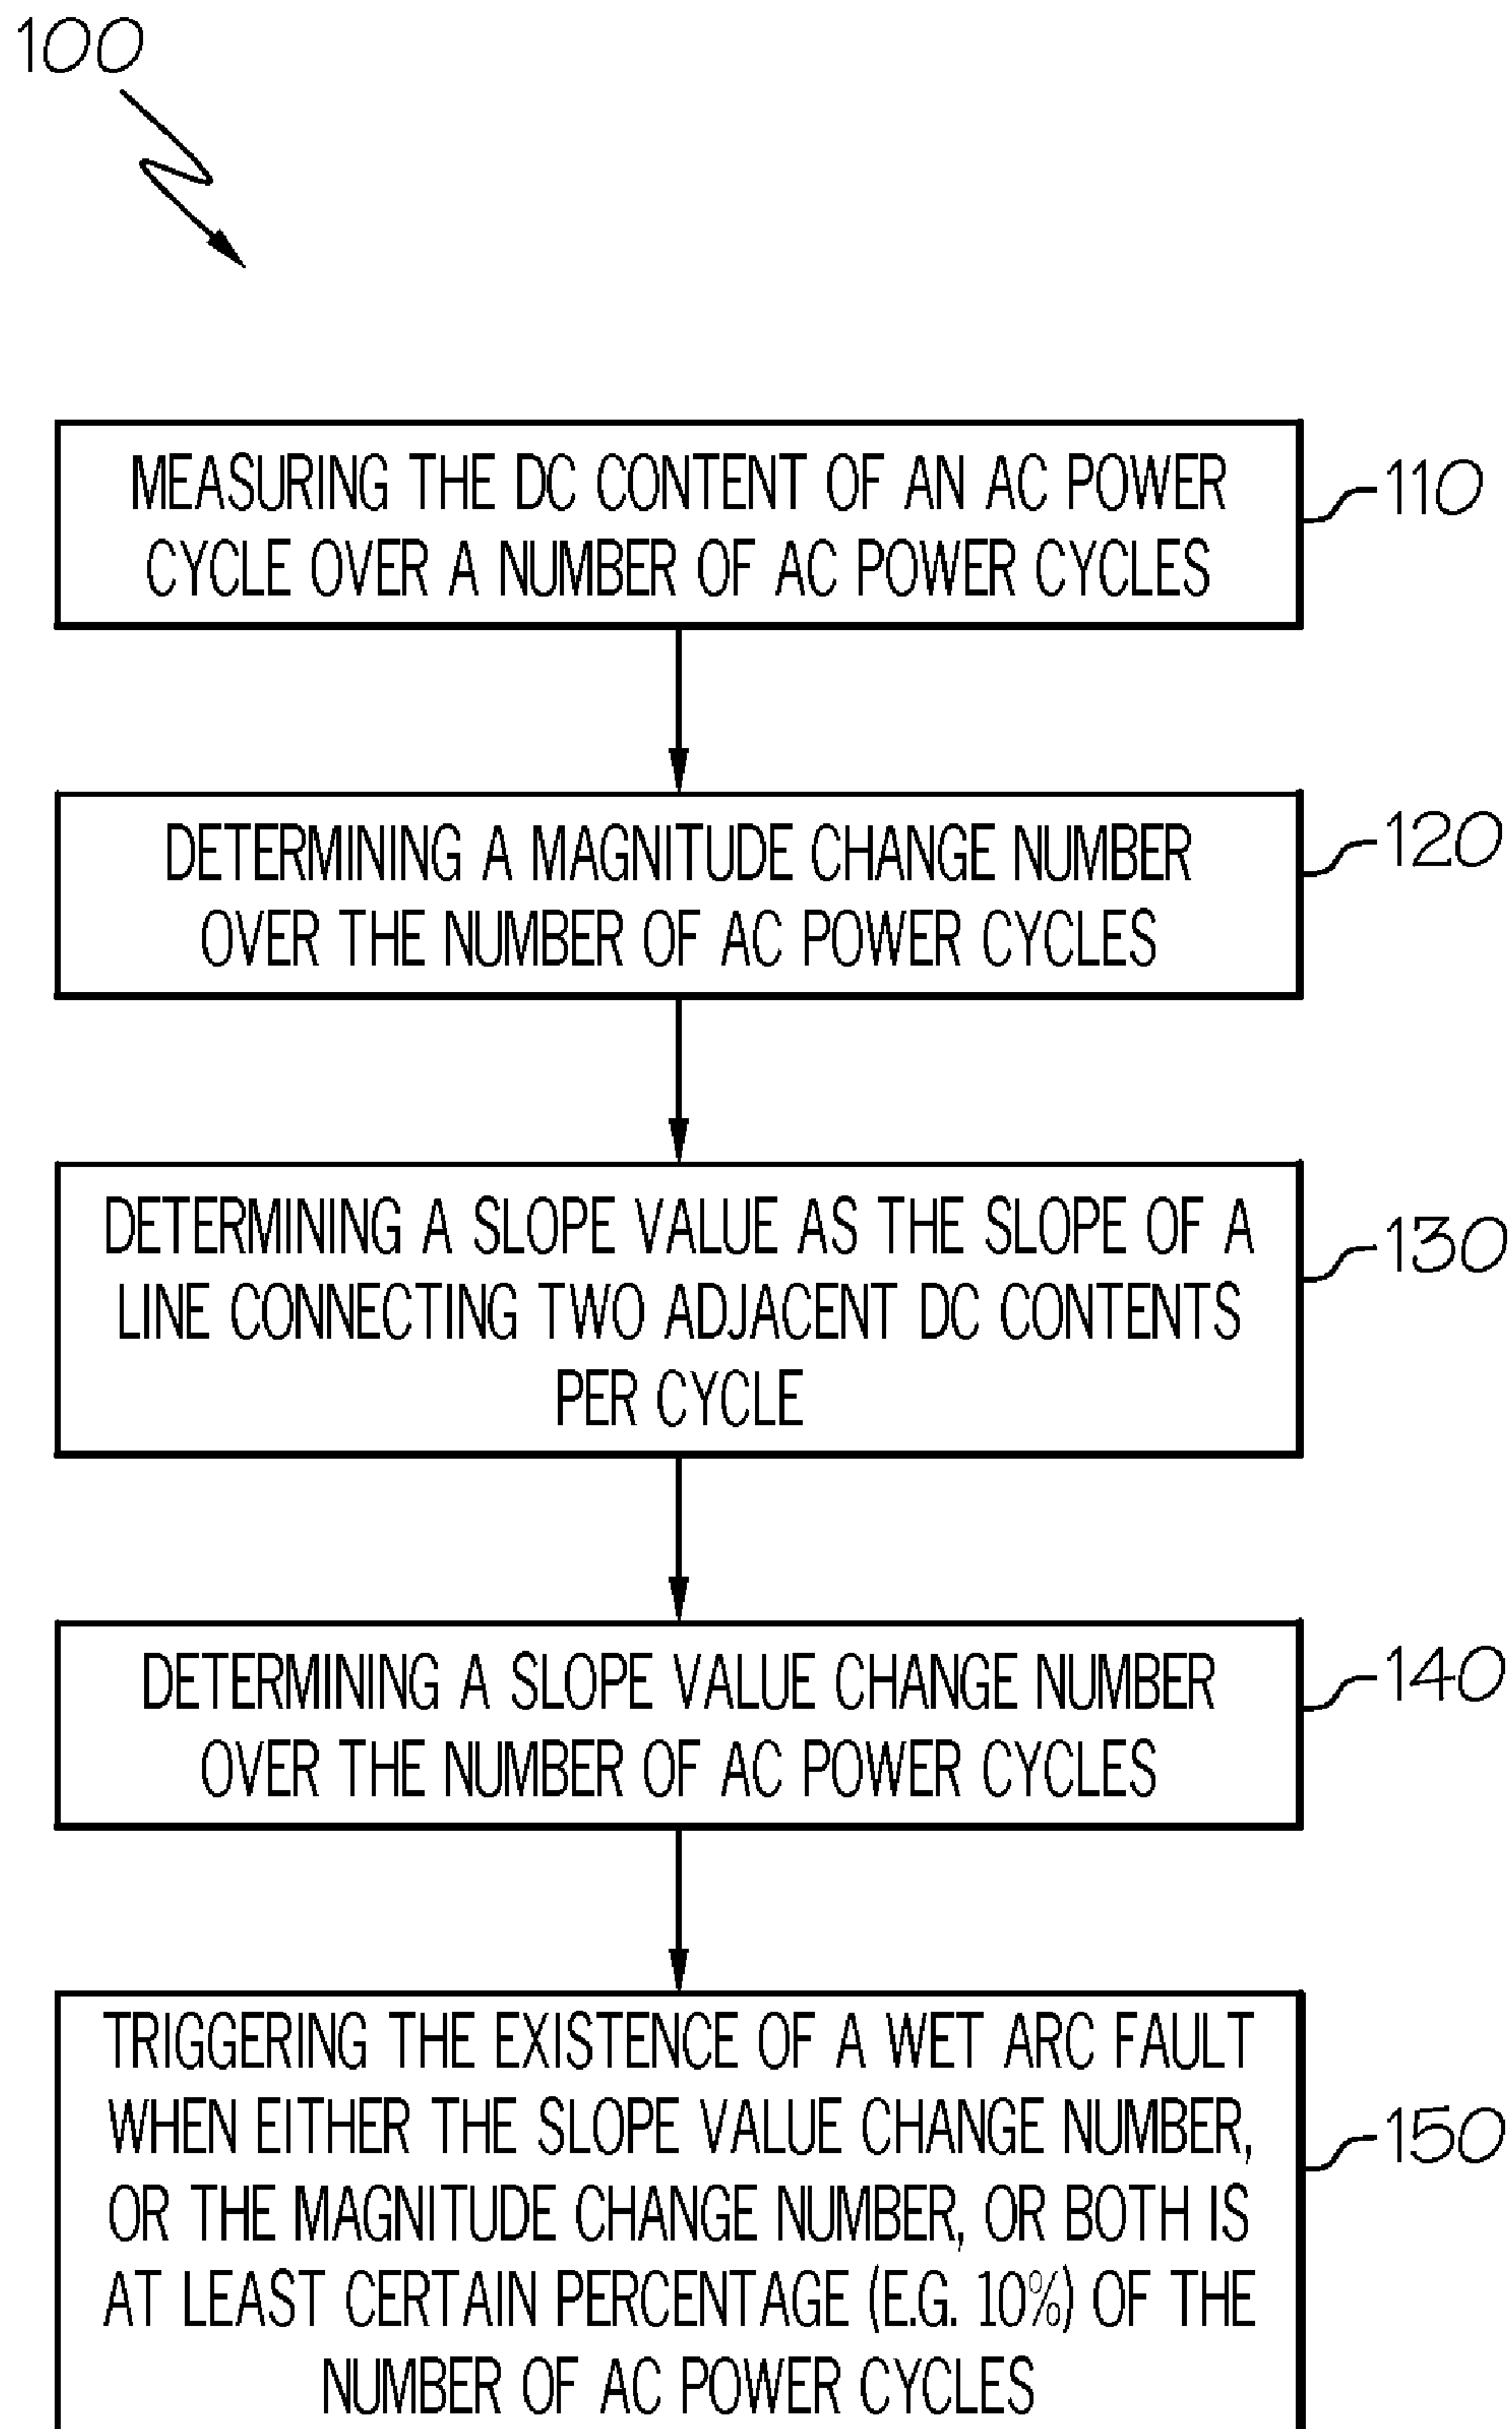 100
MEASURING THE DC CONTENT OF AN AC POWER
CYCLE OVER A NUMBER OF AC POWER CYCLES
110
DETERMINING A MAGNITUDE CHANGE NUMBER
OVER THE NUMBER OF AC POWER CYCLES
120
DETERMINING A SLOPE VALUE AS THE SLOPE OF A
LINE CONNECTING TWO ADJACENT DC CONTENTS
PER CYCLE
130
DETERMINING A SLOPE VALUE CHANGE NUMBER
OVER THE NUMBER OF AC POWER CYCLES
140
TRIGGERING THE EXISTENCE OF A WET ARC FAULT
WHEN EITHER THE SLOPE VALUE CHANGE NUMBER,
OR THE MAGNITUDE CHANGE NUMBER, OR BOTH IS
AT LEAST CERTAIN PERCENTAGE (E.G. 10%) OF THE
NUMBER OF AC POWER CYCLES
150